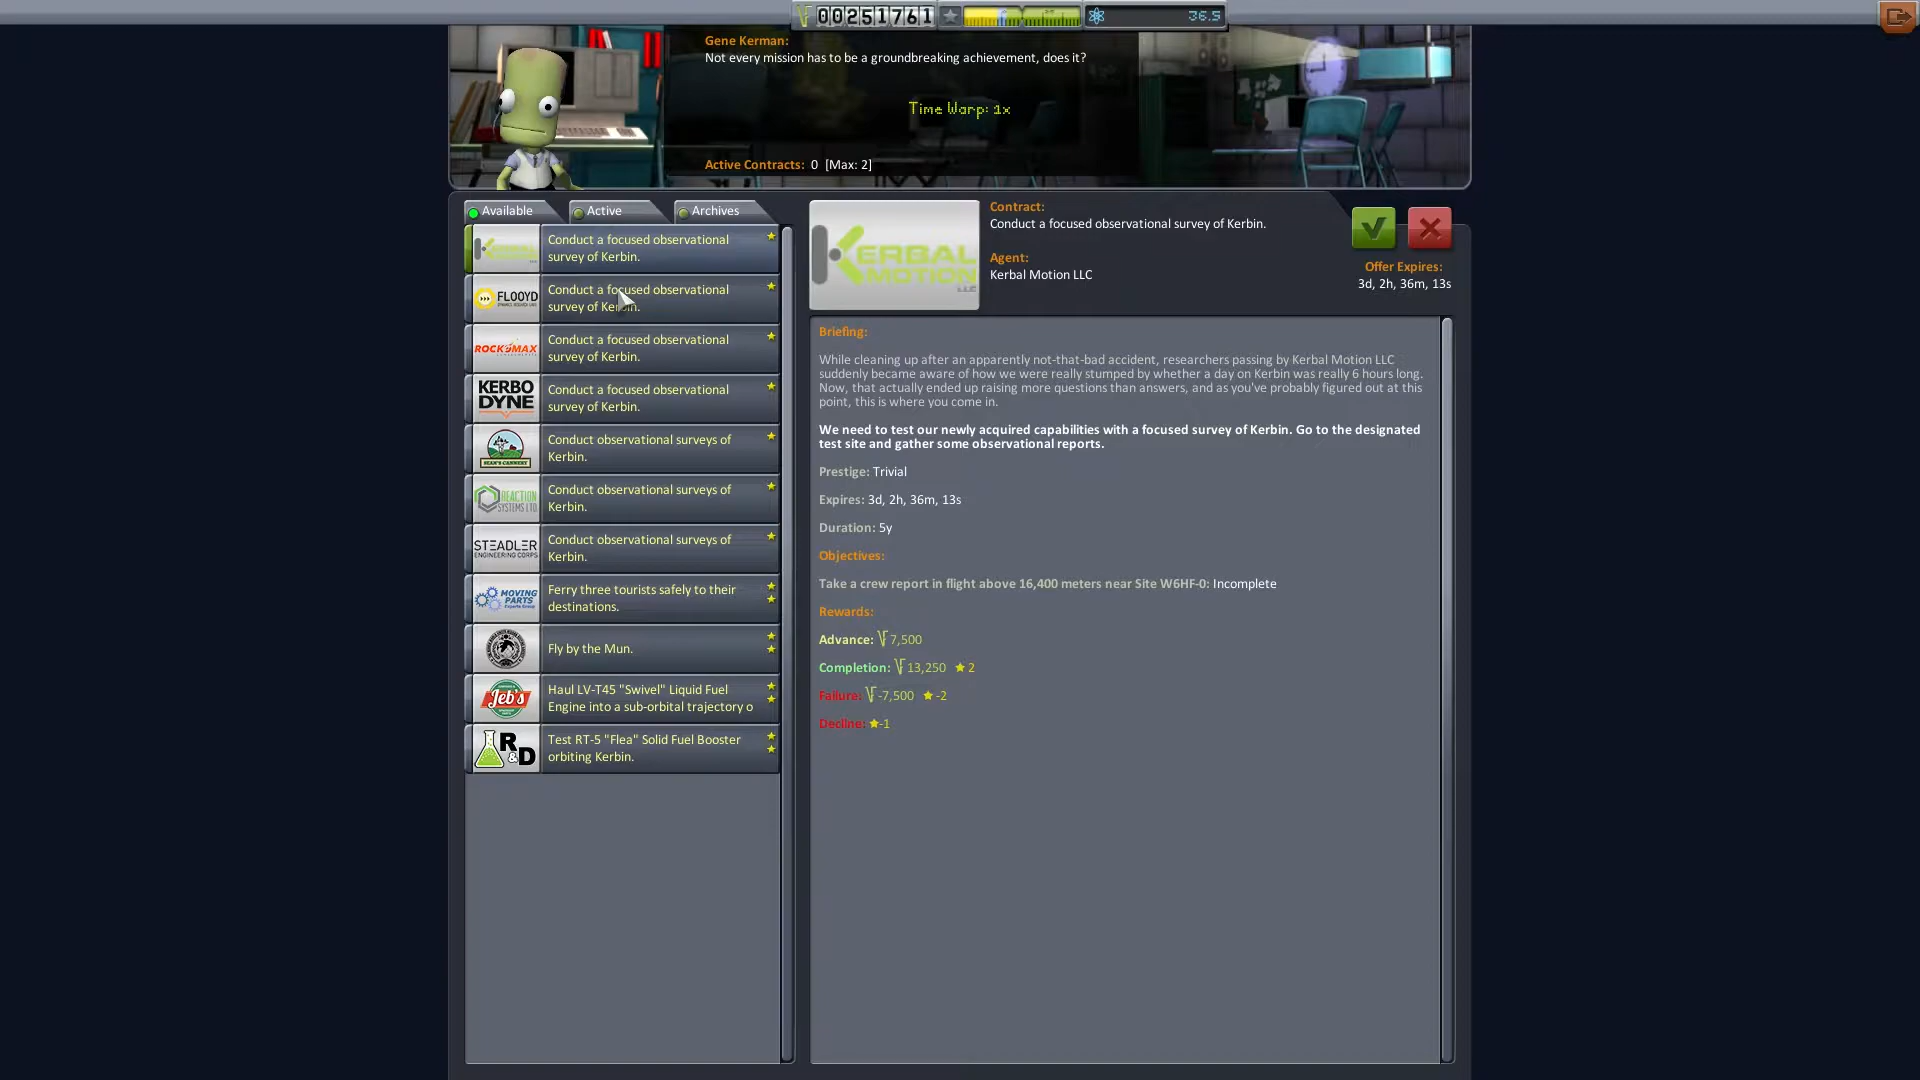 00251761
36.5
Gene Kerman:
Not every mission has to be a groundbreaking achievement, does it?
Time Warp: 1x
Active Contracts: 0 [Max: 2]
Available
Active
Archives
Conduct a focused observational
survey of Kerbin.
FLOOYD
Conduct a focused observational
survey of Kerbin.
ROCKOMAX
Conduct a focused observational
survey of Kerbin.
KERBO
DYNE
Conduct a focused observational
survey of Kerbin.
Conduct observational surveys of
Kerbin.
REACTION
SYSTEMS LTD
Conduct observational surveys of
Kerbin.
STEADLER
ENGINEERING CORPS
Conduct observational surveys of
Kerbin.
MOVING
PARTS
Experts Group
Ferry three tourists safely to their
destinations.
Fly by the Mun.
Jeb's
Haul LV-T45 "Swivel" Liquid Fuel
Engine into a sub-orbital trajectory o
R&D
Test RT-5 "Flea" Solid Fuel Booster
orbiting Kerbin.
KERBAL
MOTION
LLC
Contract:
Conduct a focused observational survey of Kerbin.
Agent:
Kerbal Motion LLC
Offer Expires:
3d, 2h, 36m, 13s
Briefing:
While cleaning up after an apparently not-that-bad accident, researchers passing by Kerbal Motion LLC
suddenly became aware of how we were really stumped by whether a day on Kerbin was really 6 hours long.
Now, that actually ended up raising more questions than answers, and as you've probably figured out at this
point, this is where you come in.
We need to test our newly acquired capabilities with a focused survey of Kerbin. Go to the designated
test site and gather some observational reports.
Prestige: Trivial
Expires: 3d, 2h, 36m, 13s
Duration: 5y
Objectives:
Take a crew report in flight above 16,400 meters near Site W6HF-0: Incomplete
Rewards:
Advance: 7,500
Completion: 13,250 2
Failure: -7,500 -2
Decline: -1